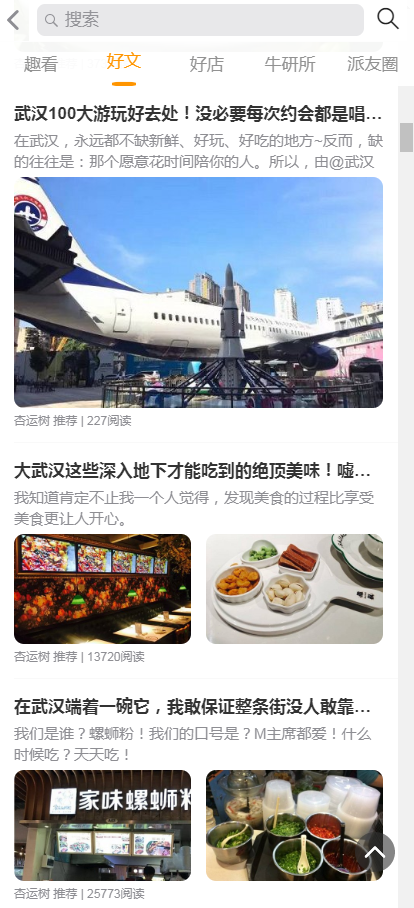 搜索
趣看 好文 好店 牛研所 派友圈
武汉100大游玩好去处！没必要每次约会都是唱…
在武汉，永远都不缺新鲜、好玩、好吃的地方~反而，缺
的往往是：那个愿意花时间陪你的人。所以，由@武汉
杏运树 推荐 | 227阅读
大武汉这些深入地下才能吃到的绝顶美味！嘘…
我知道肯定不止我一个人觉得，发现美食的过程比享受
美食更让人开心。
杏运树 推荐 | 13720阅读
在武汉端着一碗它，我敢保证整条街没人敢靠…
我们是谁？螺蛳粉！我们的口号是？M主席都爱！什么
时候吃？天天吃！
家味螺蛳粉
杏运树 推荐 | 25773阅读